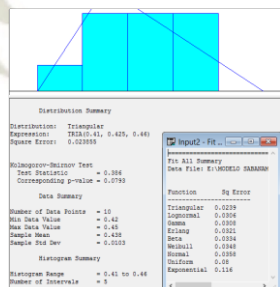 Distribution Summary
Distribution: Triangular
Expression: TRIA(0.41, 0.425, 0.46)
Square Error: 0.023855
Kolmogorov-Smirnov Test
Test Statistic = 0.386
Corresponding p-value = 0.0793
Data Summary
Number of Data Points = 10
Min Data Value = 0.42
Max Data Value = 0.45
Sample Mean = 0.438
Sample Std Dev = 0.0103
Histogram Summary
Histogram Range = 0.41 to 0.46
Number of Intervals = 5
Input2 - Fit ...
Fit All Summary
Data File: E:\MODELO SABANAH
Function Sq Error
Triangular 0.0239
Lognormal 0.0306
Gamma 0.0308
Erlang 0.0321
Beta 0.0334
Weibull 0.0348
Normal 0.0356
Uniform 0.08
Exponential 0.116